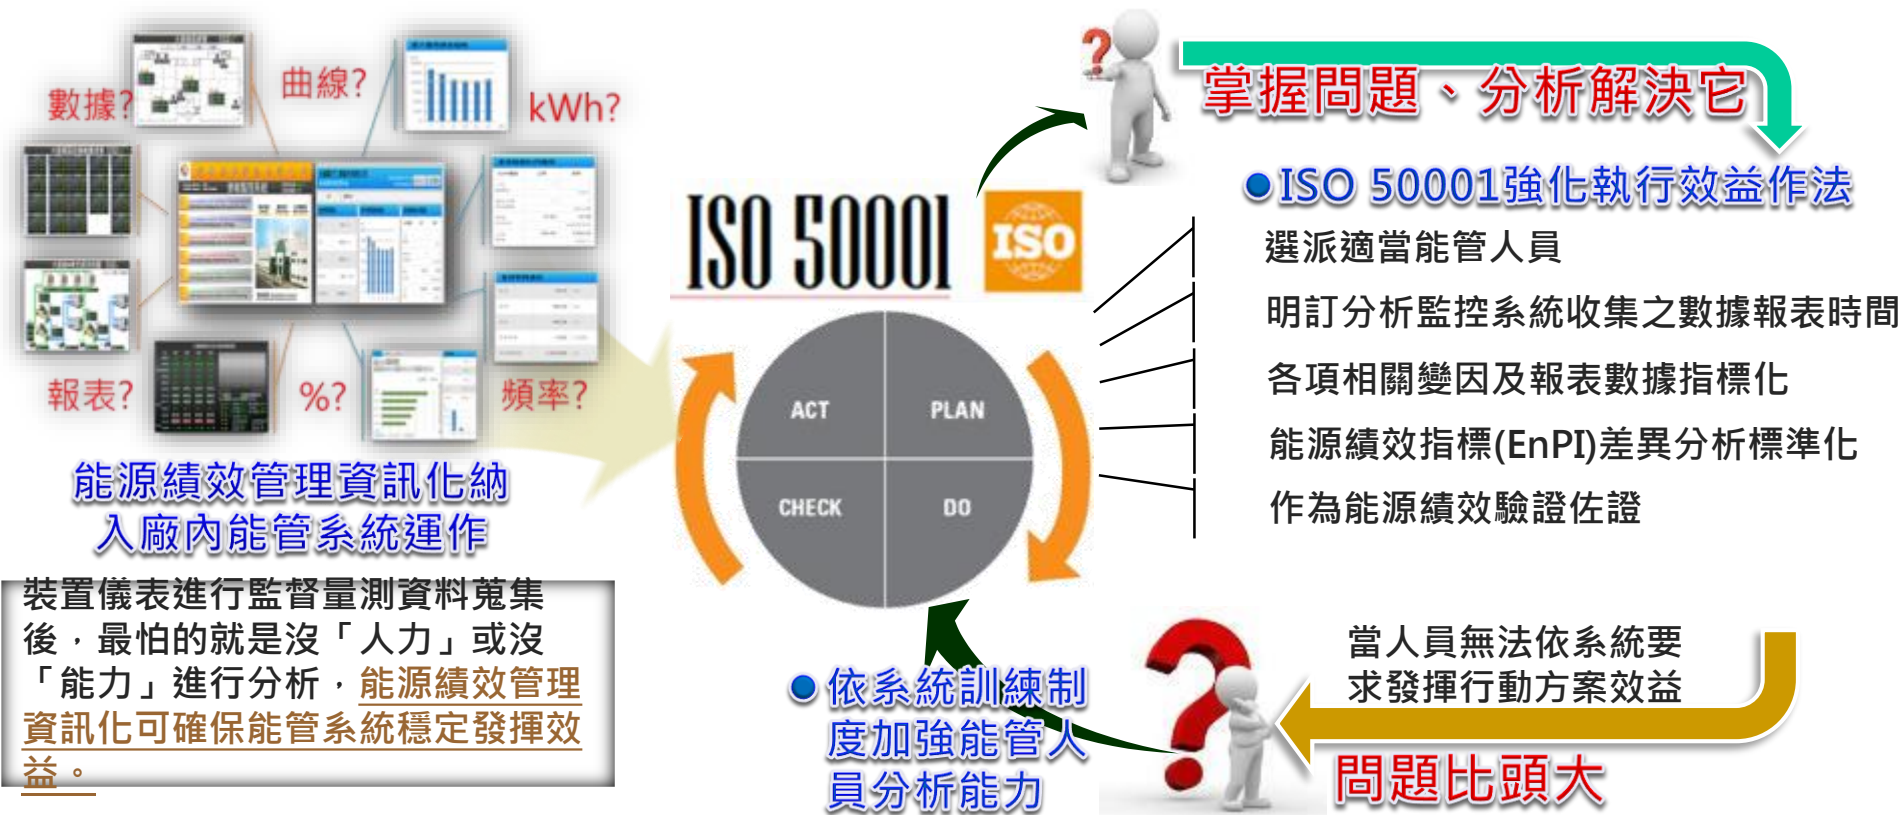 數據?
曲線?
kWh?
報表?
%?
頻率?
能源績效管理資訊化納
入廠內能管系統運作
裝置儀表進行監督量測資料蒐集
後，最怕的就是沒「人力」或沒
「能力」進行分析，能源績效管理
資訊化可確保能管系統穩定發揮效
益。
ISO 50001
ISO
ACT
PLAN
CHECK
DO
掌握問題、分析解決它
ISO 50001強化執行效益作法
選派適當能管人員
明訂分析監控系統收集之數據報表時間
各項相關變因及報表數據指標化
能源績效指標(EnPI)差異分析標準化
作為能源績效驗證佐證
當人員無法依系統要
求發揮行動方案效益
問題比頭大
依系統訓練制
度加強能管人
員分析能力